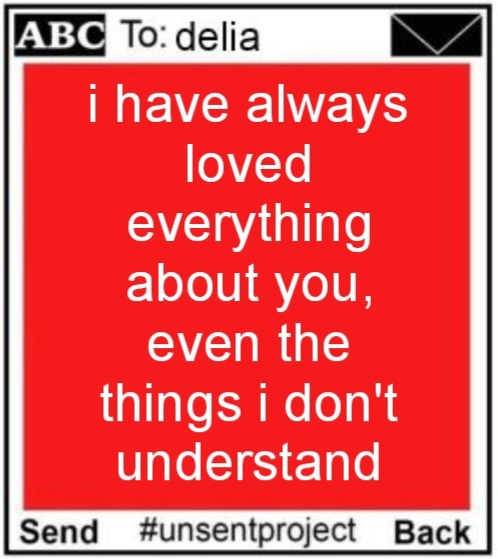 ABC To: delia
i have always
loved
everything
about you,
even the
things i don't
understand
Send #unsentproject Back